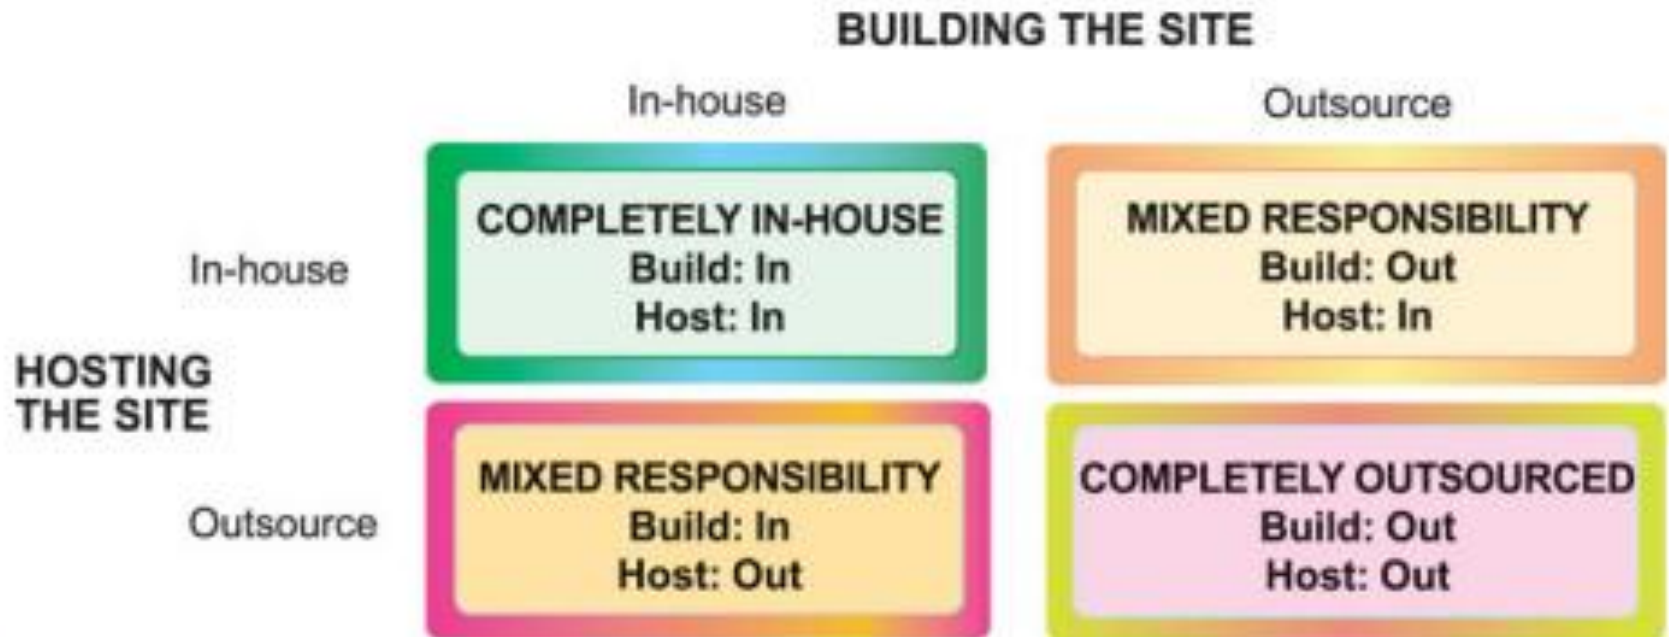 BUILDING THE SITE
In-house
Outsource
In-house
COMPLETELY IN-HOUSE
Build: In
Host: In
MIXED RESPONSIBILITY
Build: Out
Host: In
HOSTING
THE SITE
Outsource
MIXED RESPONSIBILITY
Build: In
Host: Out
COMPLETELY OUTSOURCED
Build: Out
Host: Out